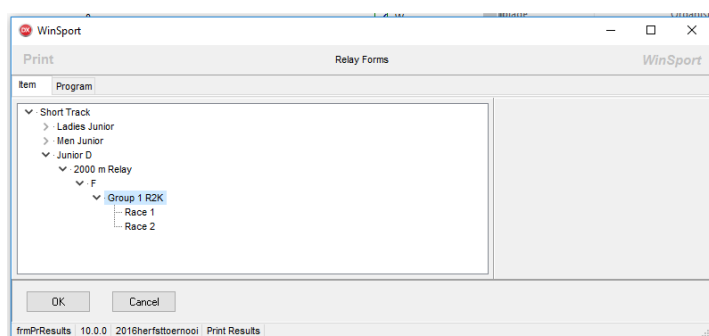 WinSport
Print Relay Forms WinSport
Item Program
Short Track
Ladies Junior
Men Junior
Junior D
2000 m Relay
F
Group 1 R2K
Race 1
Race 2
OK Cancel
frmPrResults 10.0.0 2016herfsttoernooi Print Results